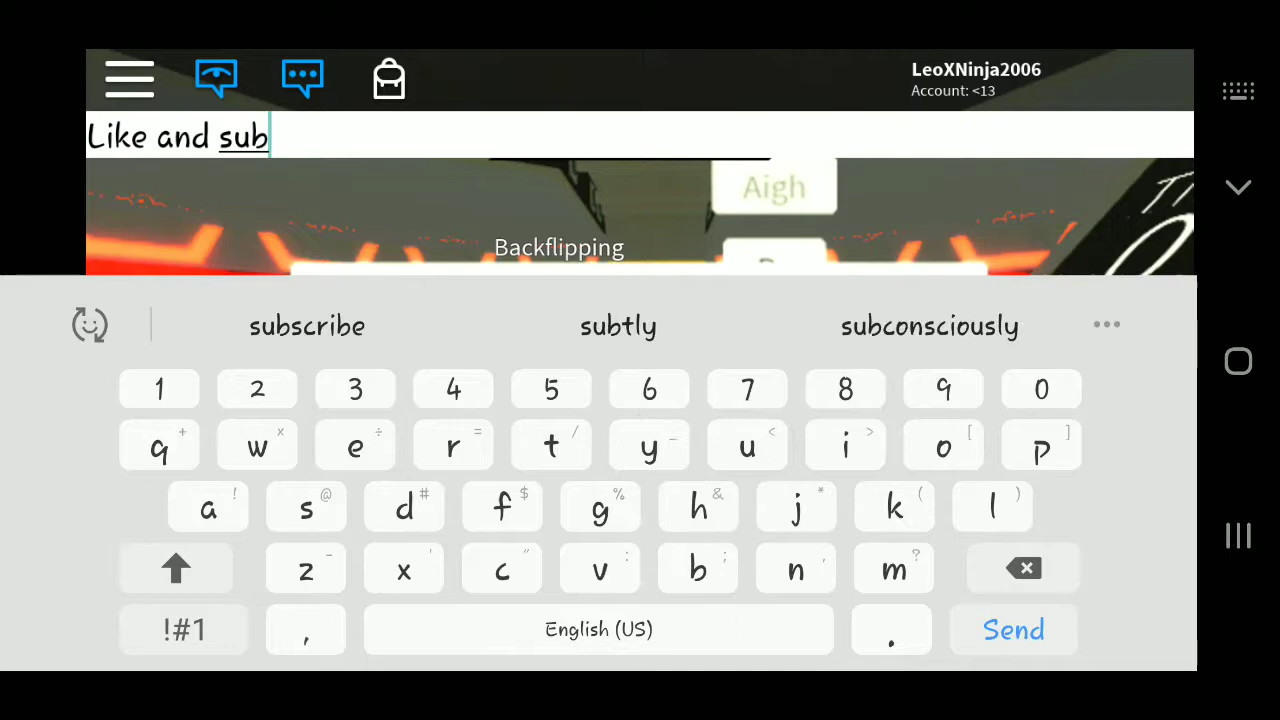 LeoXNinja2006
Account: <13
Like and sub
Aigh
Backflipping
subscribe subtly subconsciously
1 2 3 4 5 6 7 8 9 0
q + w × e ÷ r = t / y _ u < i > o [ p ]
a ! s @ d # f $ g % h & j * k ( l )
z - x ' c " v : b ; n , m ?
!#1 , English (US) . Send